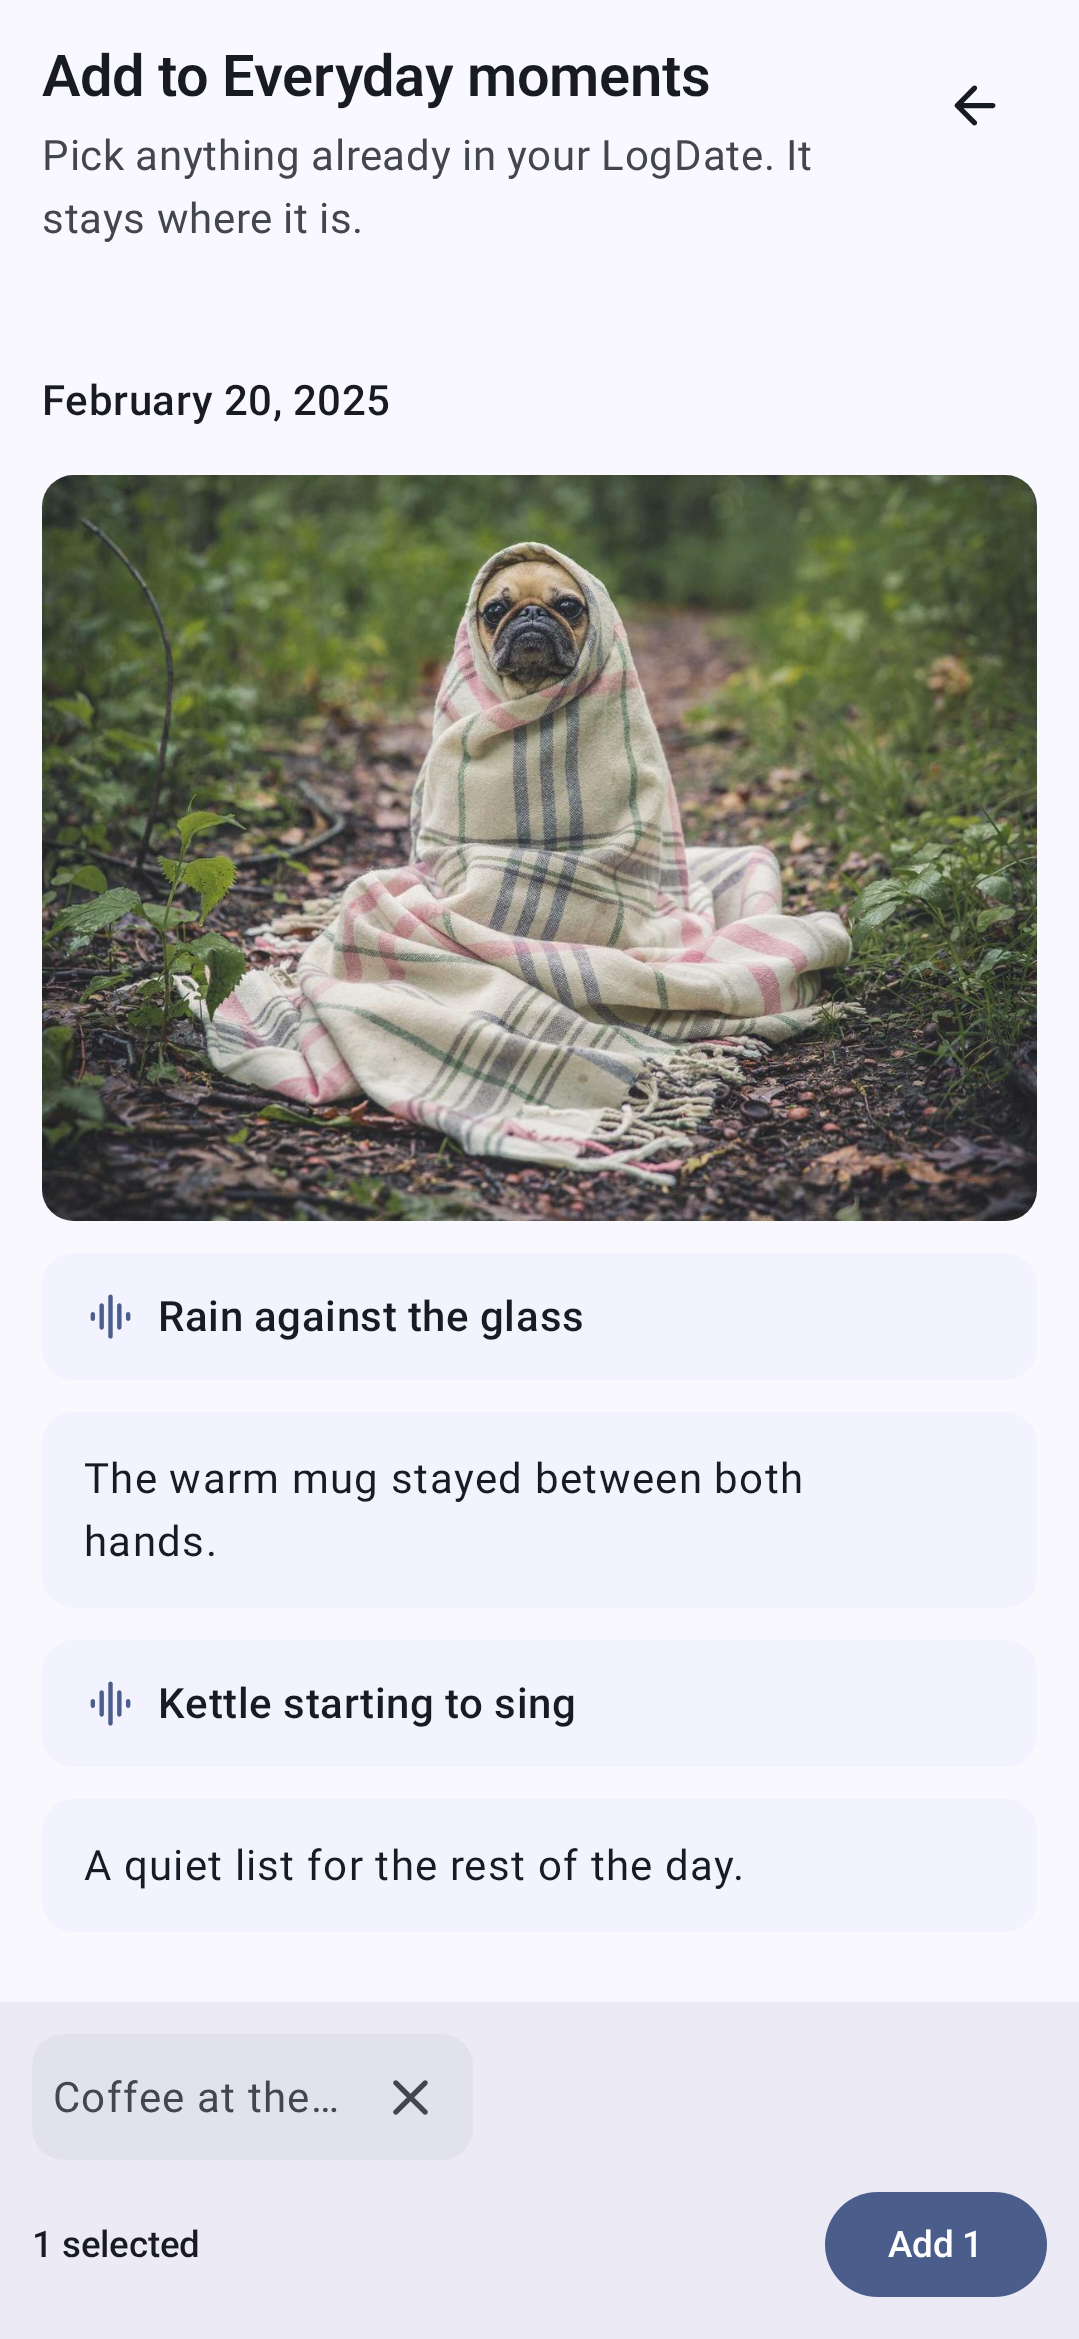 Add to Everyday moments
Pick anything already in your LogDate. It
stays where it is.
February 20, 2025
Rain against the glass
The warm mug stayed between both
hands.
Kettle starting to sing
A quiet list for the rest of the day.
Coffee at the…
1 selected
Add 1